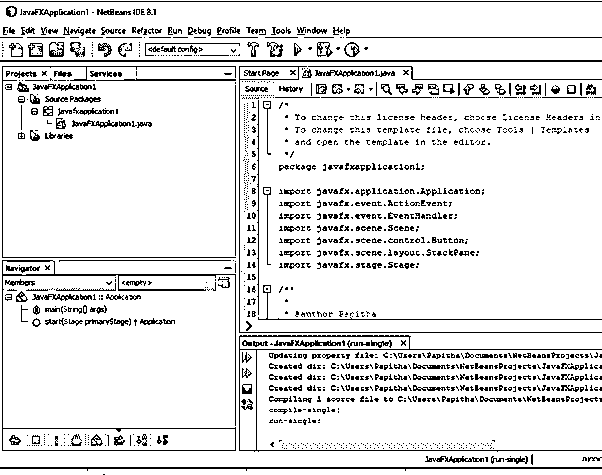 JavaFXApplication1 - NetBeans IDE 8.1
File Edit View Navigate Source Refactor Run Debug Profile Team Tools Window Help
<default config>
Projects × Files Services
JavaFXApplication1
Source Packages
javafxapplication1
JavaFXApplication1.java
Libraries
Navigator ×
Members
<empty>
JavaFXApplication1 :: Application
main(String[] args)
start(Stage primaryStage) ↑ Application
Start Page × JavaFXApplication1.java ×
Source History
1 /*
2 * To change this license header, choose License Headers in
3 * To change this template file, choose Tools | Templates
4 * and open the template in the editor.
5 */
6 package javafxapplication1;
7
8 import javafx.application.Application;
9 import javafx.event.ActionEvent;
10 import javafx.event.EventHandler;
11 import javafx.scene.Scene;
12 import javafx.scene.control.Button;
13 import javafx.scene.layout.StackPane;
14 import javafx.stage.Stage;
15
16 /**
17 *
18 * @author Papitha
Output - JavaFXApplication1 (run-single) ×
Updating property file: C:\Users\Papitha\Documents\NetBeansProjects\Ja
Created dir: C:\Users\Papitha\Documents\NetBeansProjects\JavaFXApplica
Created dir: C:\Users\Papitha\Documents\NetBeansProjects\JavaFXApplica
Created dir: C:\Users\Papitha\Documents\NetBeansProjects\JavaFXApplica
Compiling 1 source file to C:\Users\Papitha\Documents\NetBeansProjects
compile-single:
run-single:
JavaFXApplication1 (run-single)